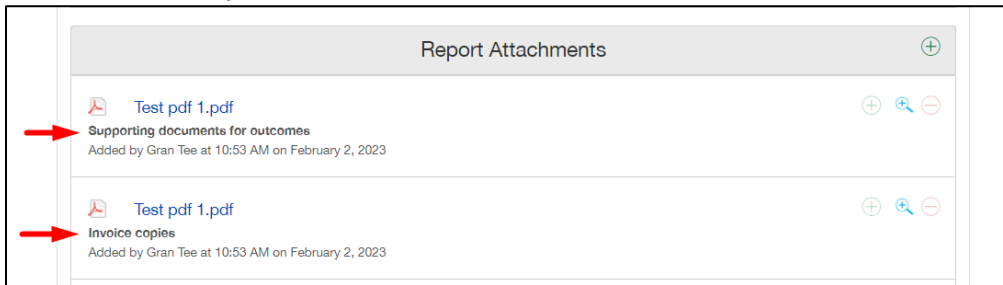 Report Attachments
Test pdf 1.pdf
Supporting documents for outcomes
Added by Gran Tee at 10:53 AM on February 2, 2023
Test pdf 1.pdf
Invoice copies
Added by Gran Tee at 10:53 AM on February 2, 2023